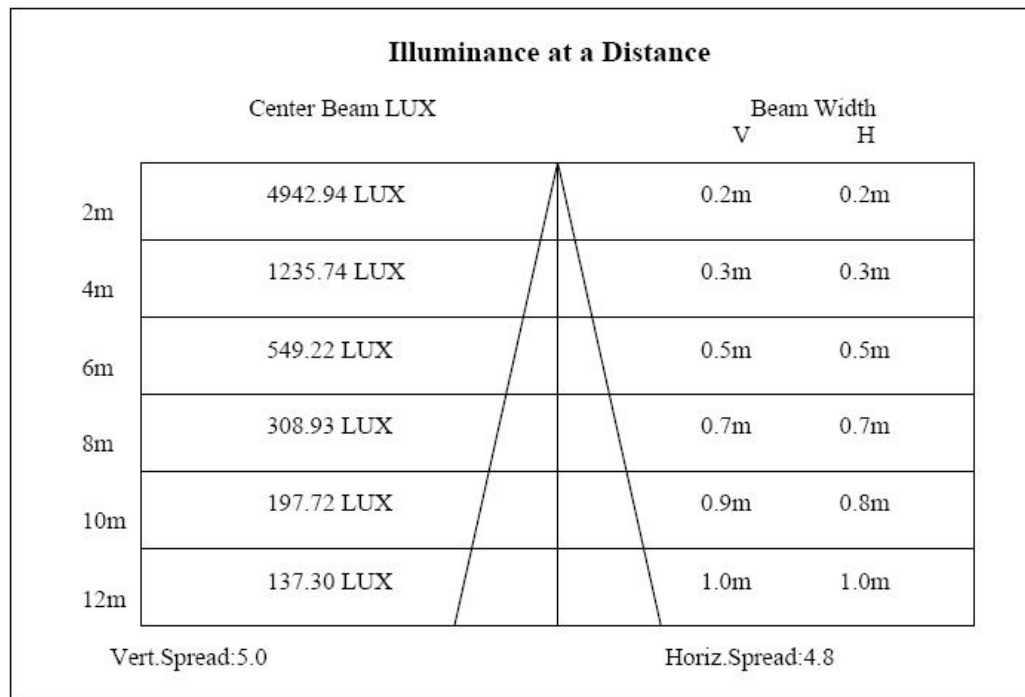 Illuminance at a Distance
Center Beam LUX Beam Width
V H
2m 4942.94 LUX 0.2m 0.2m
4m 1235.74 LUX 0.3m 0.3m
6m 549.22 LUX 0.5m 0.5m
8m 308.93 LUX 0.7m 0.7m
10m 197.72 LUX 0.9m 0.8m
12m 137.30 LUX 1.0m 1.0m
Vert.Spread:5.0 Horiz.Spread:4.8